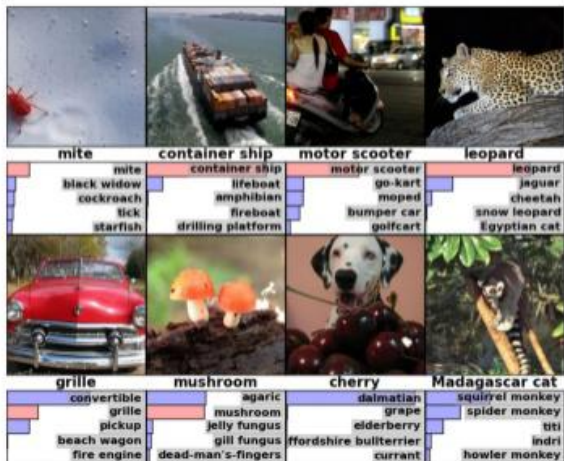 mite container ship motor scooter leopard
mite container ship motor scooter leopard
black widow lifeboat go-kart jaguar
cockroach amphibian moped cheetah
tick fireboat bumper car snow leopard
starfish drilling platform golfcart Egyptian cat
grille mushroom cherry Madagascar cat
convertible agaric dalmatian squirrel monkey
grille mushroom grape spider monkey
pickup jelly fungus elderberry titi
beach wagon gill fungus ffordshire bullterrier indri
fire engine dead-man's-fingers currant howler monkey